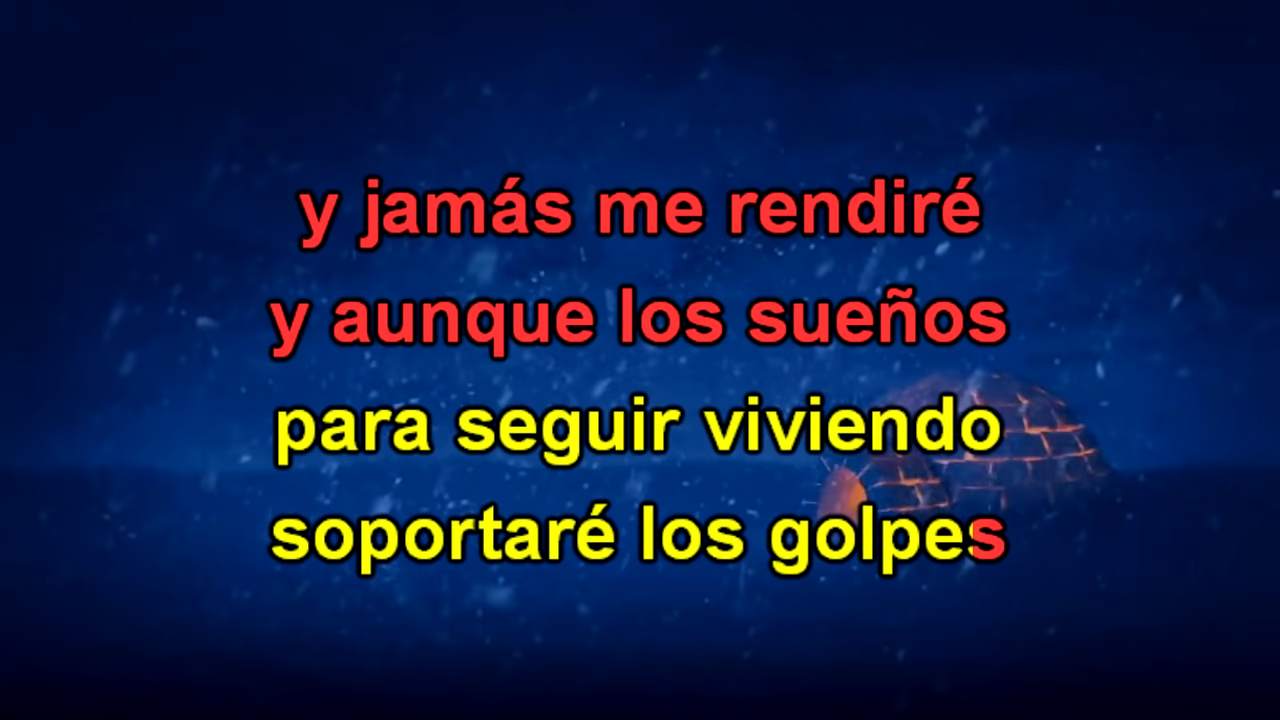 y jamás me rendiré
y aunque los sueños
para seguir viviendo
soportaré los golpes